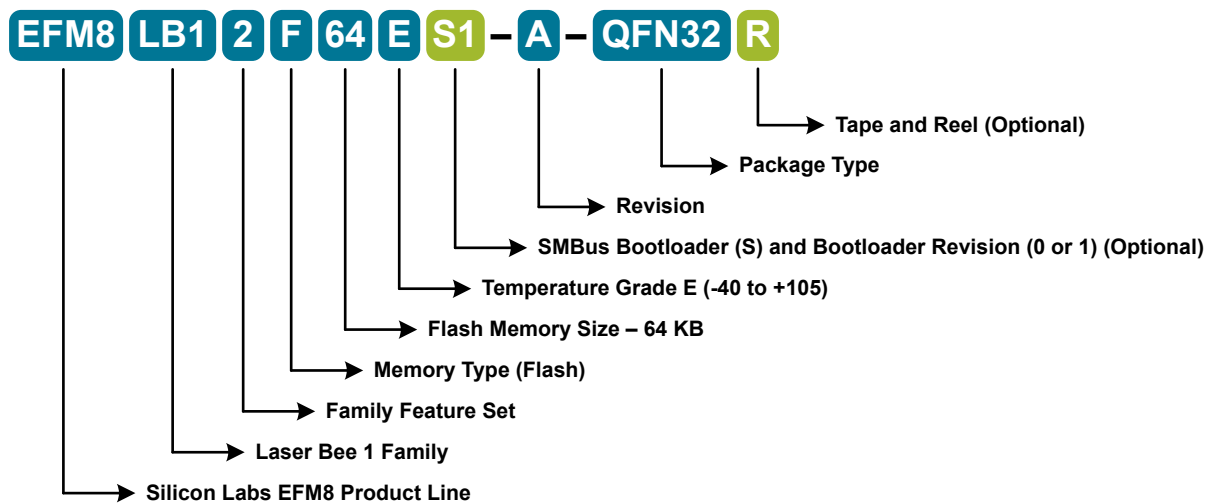 EFM8 LB1 2 F 64 E S1 – A – QFN32 R
Tape and Reel (Optional)
Package Type
Revision
SMBus Bootloader (S) and Bootloader Revision (0 or 1) (Optional)
Temperature Grade E (-40 to +105)
Flash Memory Size – 64 KB
Memory Type (Flash)
Family Feature Set
Laser Bee 1 Family
Silicon Labs EFM8 Product Line